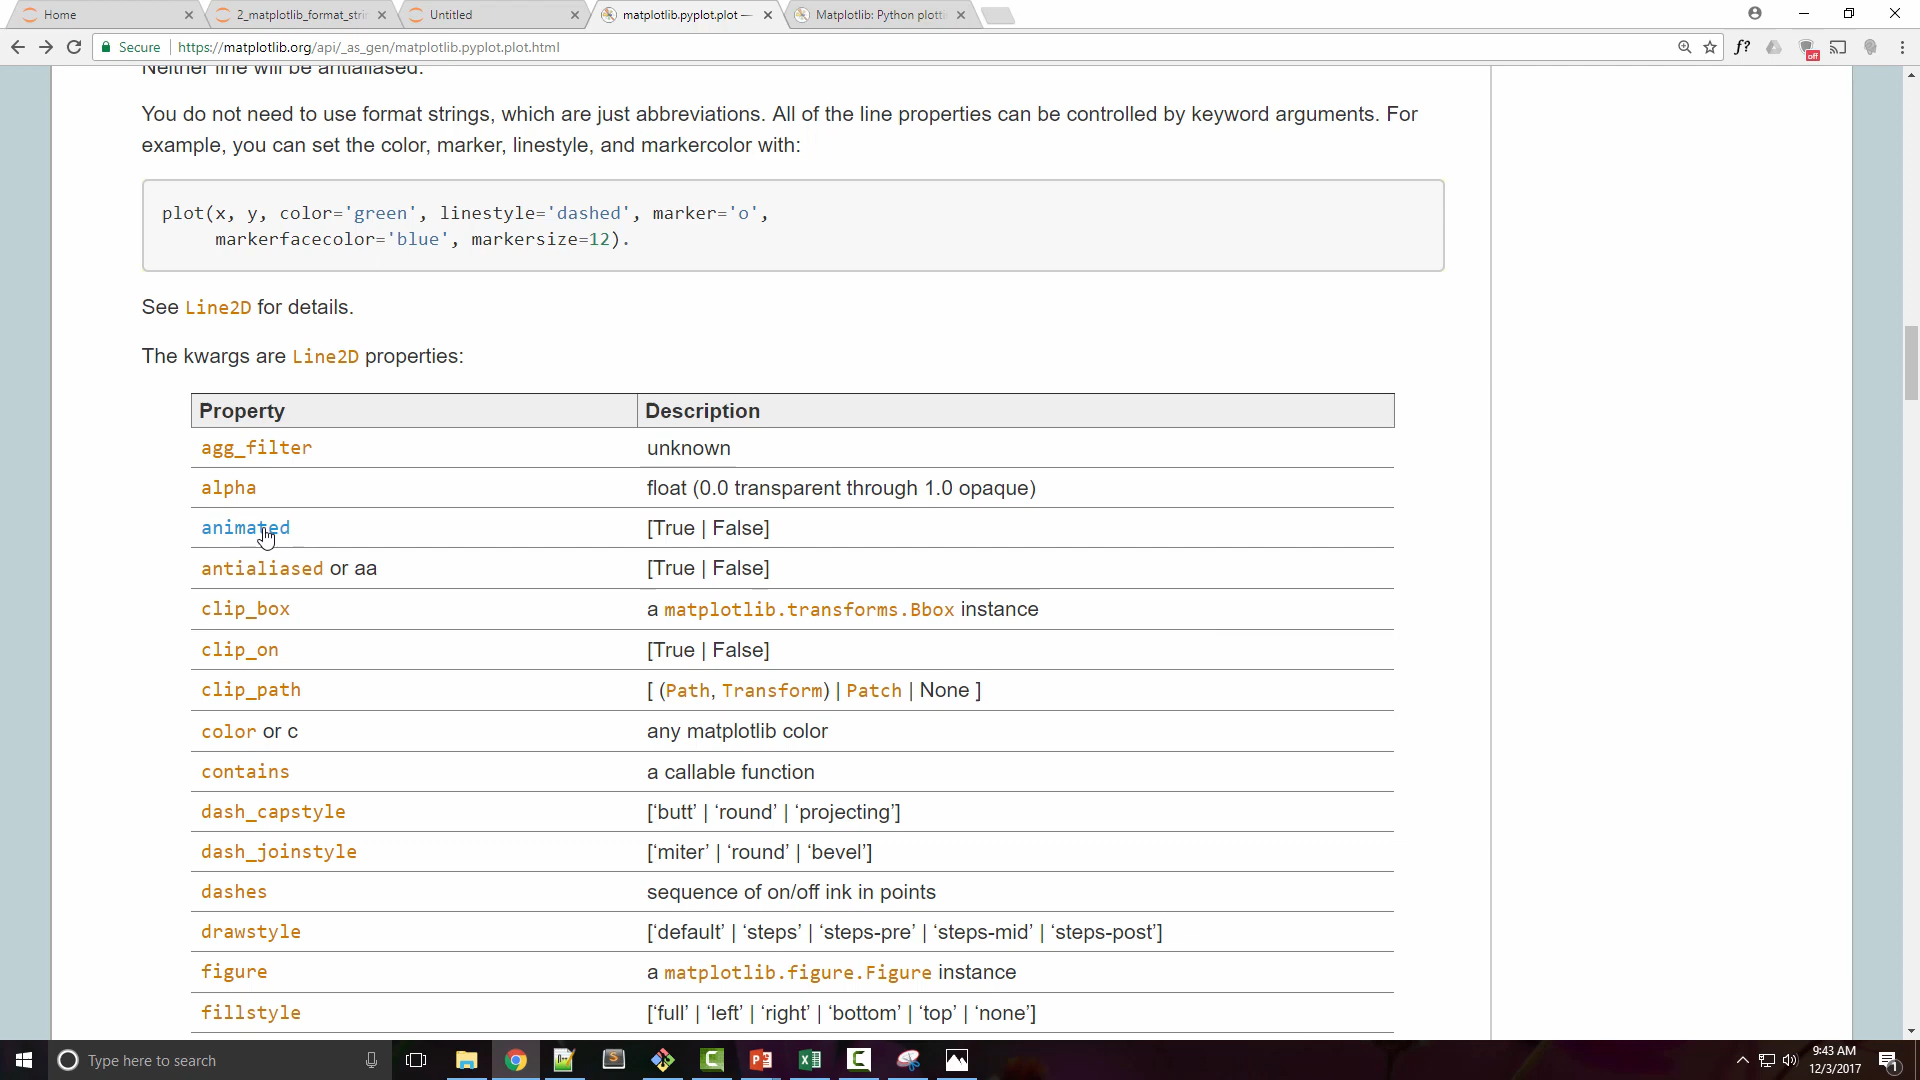 Home
2_matplotlib_format_stri
Untitled
matplotlib.pyplot.plot —
Matplotlib: Python plotti
Secure
https://matplotlib.org/api/_as_gen/matplotlib.pyplot.plot.html
f?
off
Neither line will be antialiased.
You do not need to use format strings, which are just abbreviations. All of the line properties can be controlled by keyword arguments. For
example, you can set the color, marker, linestyle, and markercolor with:
plot(x, y, color='green', linestyle='dashed', marker='o',
markerfacecolor='blue', markersize=12).
See Line2D for details.
The kwargs are Line2D properties:
Property Description
agg_filter unknown
alpha float (0.0 transparent through 1.0 opaque)
animated [True | False]
antialiased or aa [True | False]
clip_box a matplotlib.transforms.Bbox instance
clip_on [True | False]
clip_path [ (Path, Transform) | Patch | None ]
color or c any matplotlib color
contains a callable function
dash_capstyle [‘butt’ | ‘round’ | ‘projecting’]
dash_joinstyle [‘miter’ | ‘round’ | ‘bevel’]
dashes sequence of on/off ink in points
drawstyle [‘default’ | ‘steps’ | ‘steps-pre’ | ‘steps-mid’ | ‘steps-post’]
figure a matplotlib.figure.Figure instance
fillstyle [‘full’ | ‘left’ | ‘right’ | ‘bottom’ | ‘top’ | ‘none’]
Type here to search
9:43 AM
12/3/2017
1